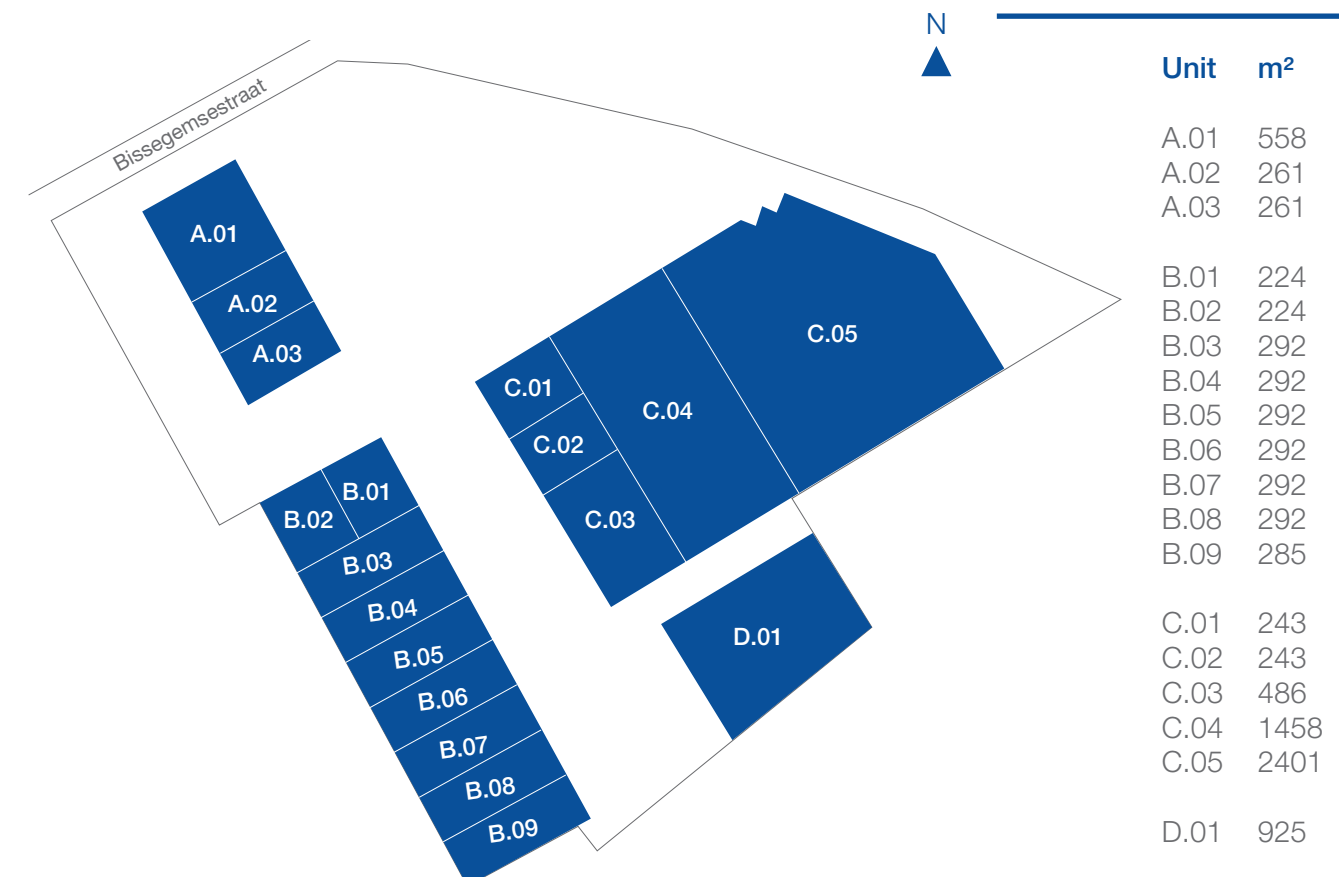 N
Unit m²
Bissegemsestraat
A.01 558
A.02 261
A.03 261
B.01 224
B.02 224
B.03 292
B.04 292
B.05 292
B.06 292
B.07 292
B.08 292
B.09 285
C.01 243
C.02 243
C.03 486
C.04 1458
C.05 2401
D.01 925
A.01
A.02
A.03
B.01
B.02
B.03
B.04
B.05
B.06
B.07
B.08
B.09
C.01
C.02
C.03
C.04
C.05
D.01